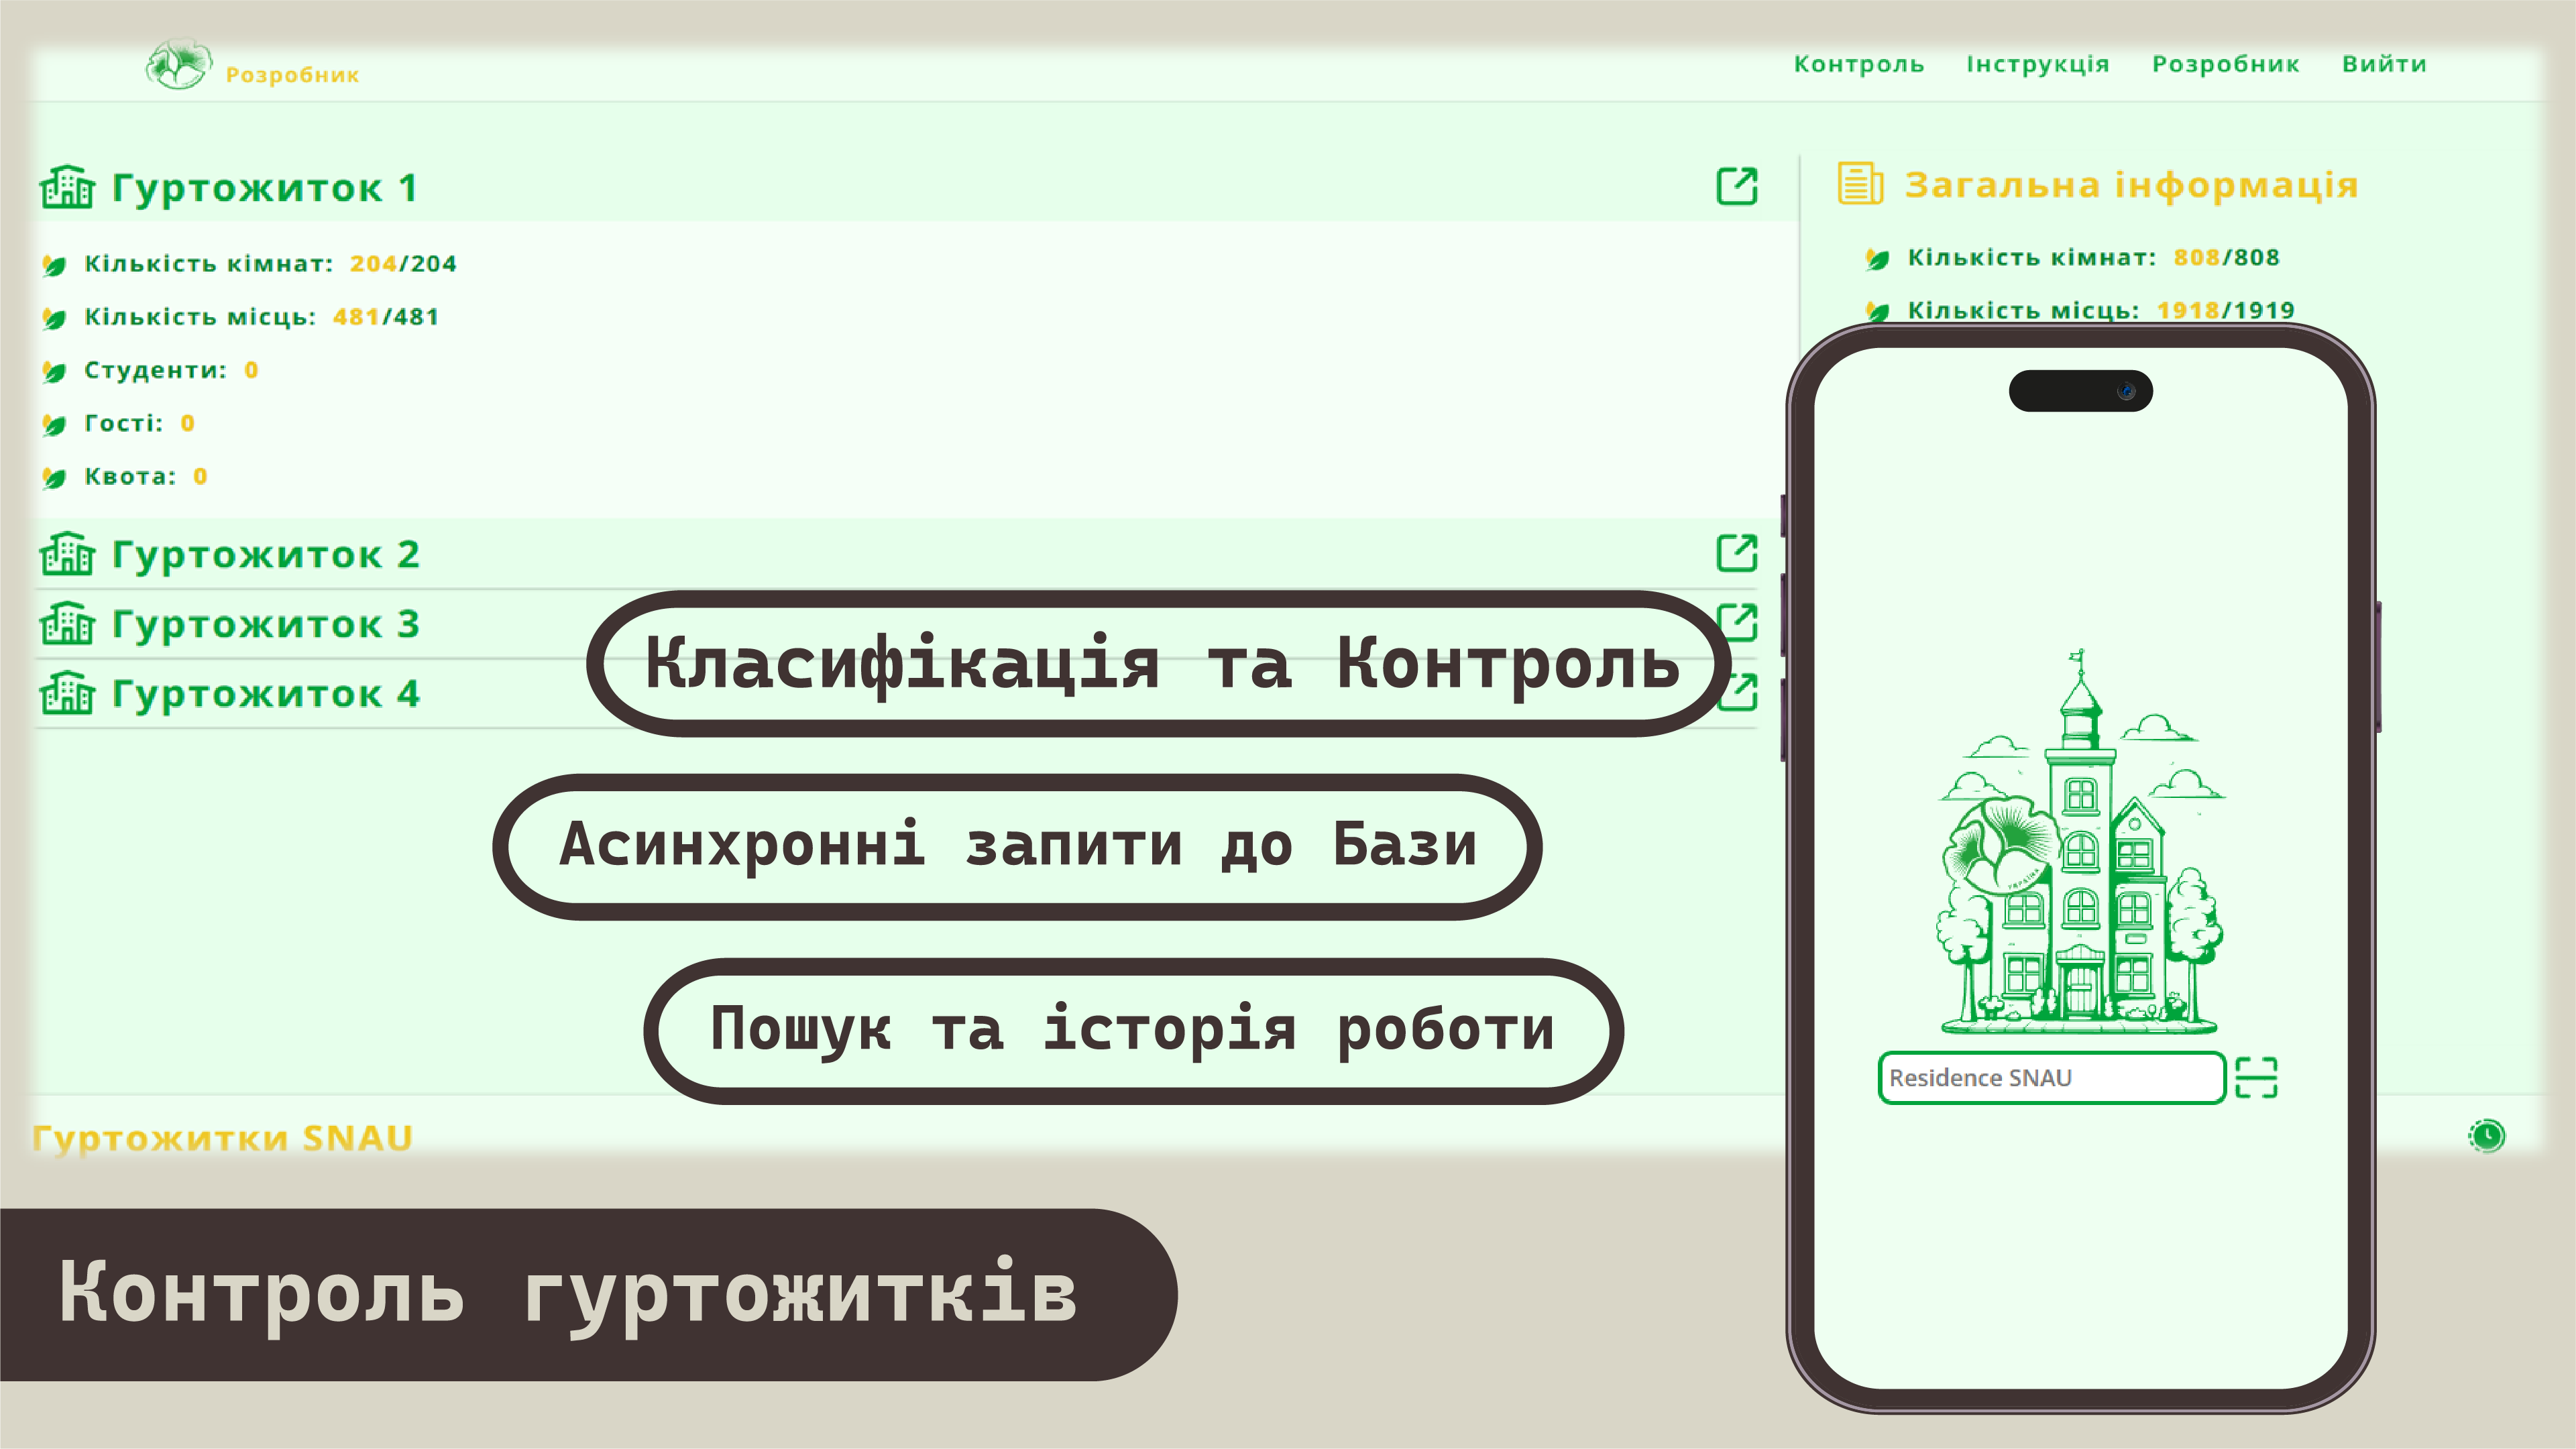 Розробник
Контроль Інструкція Розробник Вийти
Гуртожиток 1
Кількість кімнат: 204/204
Кількість місць: 481/481
Студенти: 0
Гості: 0
Квота: 0
Гуртожиток 2
Гуртожиток 3
Гуртожиток 4
Загальна інформація
Кількість кімнат: 808/808
Кількість місць: 1918/1919
Класифікація та Контроль
Асинхронні запити до Бази
Пошук та історія роботи
УКРАЇНА
Residence SNAU
Гуртожитки SNAU
Контроль гуртожитків